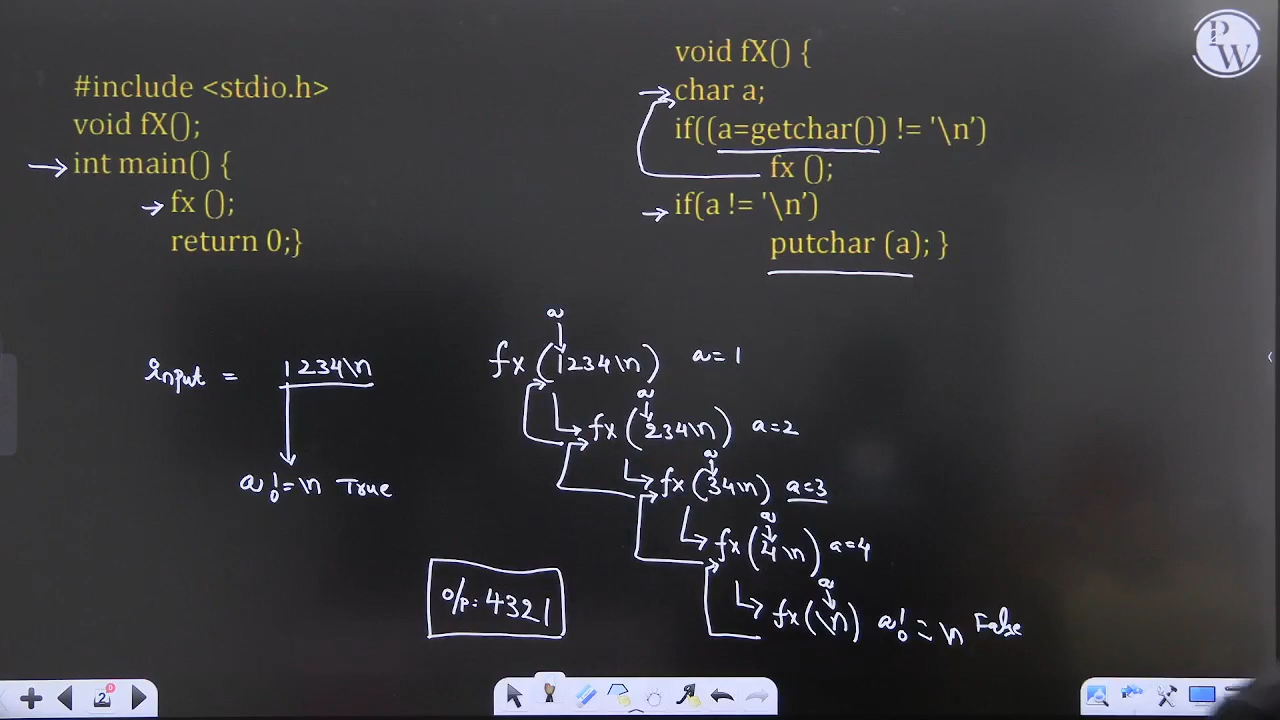 #include <stdio.h>
void fX();
int main() {
fx ();
return 0;}
void fX() {
char a;
if((a=getchar()) != '\n’)
fx ();
if(a != '\n’)
putchar (a); }
PW
Input = 1234\n
a != \n True
a
fx (1234\n) a = 1
a
fx (234\n) a=2
a
fx (34\n) a=3
a
fx (4\n) a=4
a
fx (\n) a != \n False
o/p: 4321
2